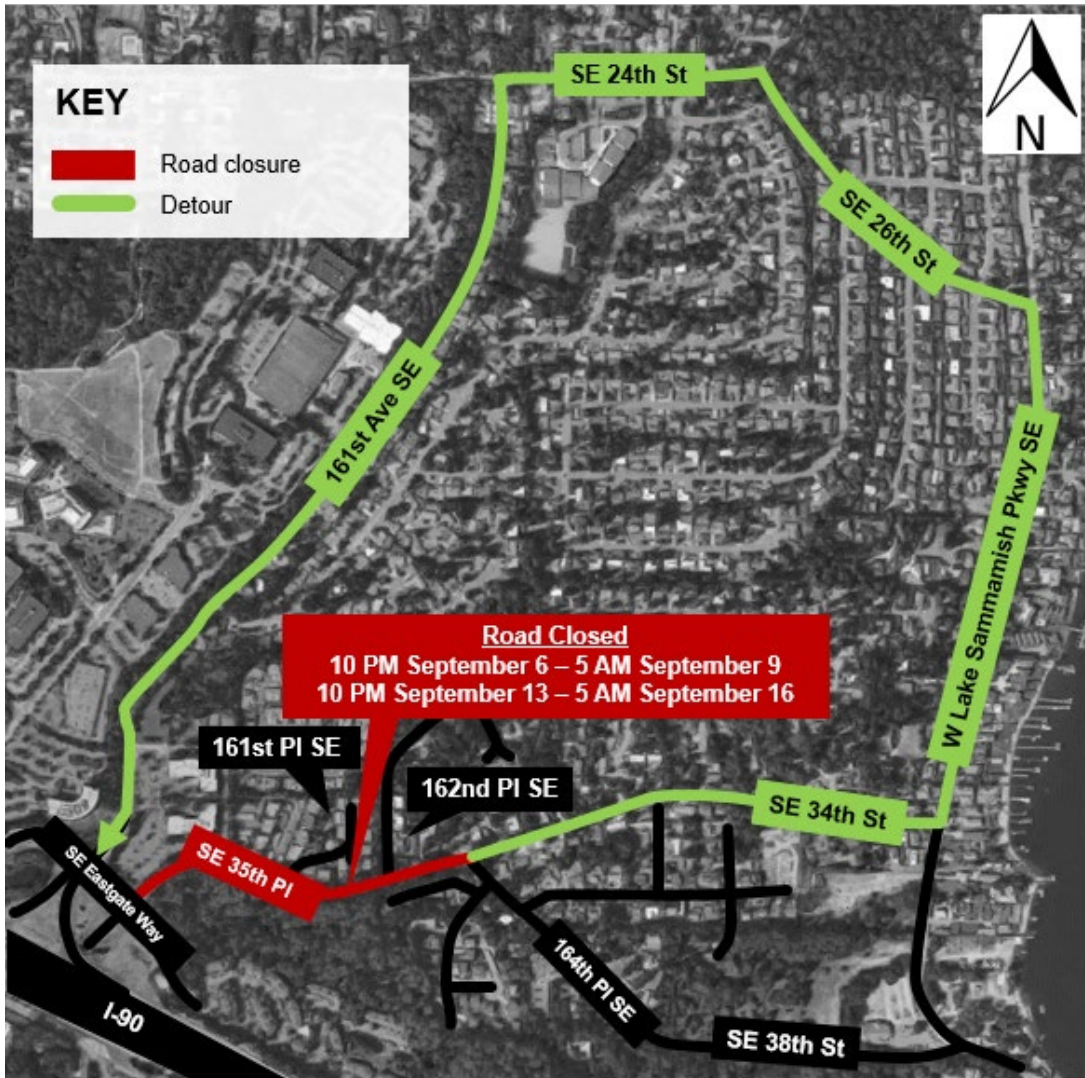 SE 24th St
N
KEY
Road closure
Detour
SE 26th St
161st Ave SE
W Lake Sammamish Pkwy SE
Road Closed
10 PM September 6 – 5 AM September 9
10 PM September 13 – 5 AM September 16
161st Pl SE
162nd Pl SE
SE 34th St
SE 35th Pl
SE Eastgate Way
164th Pl SE
I-90
SE 38th St